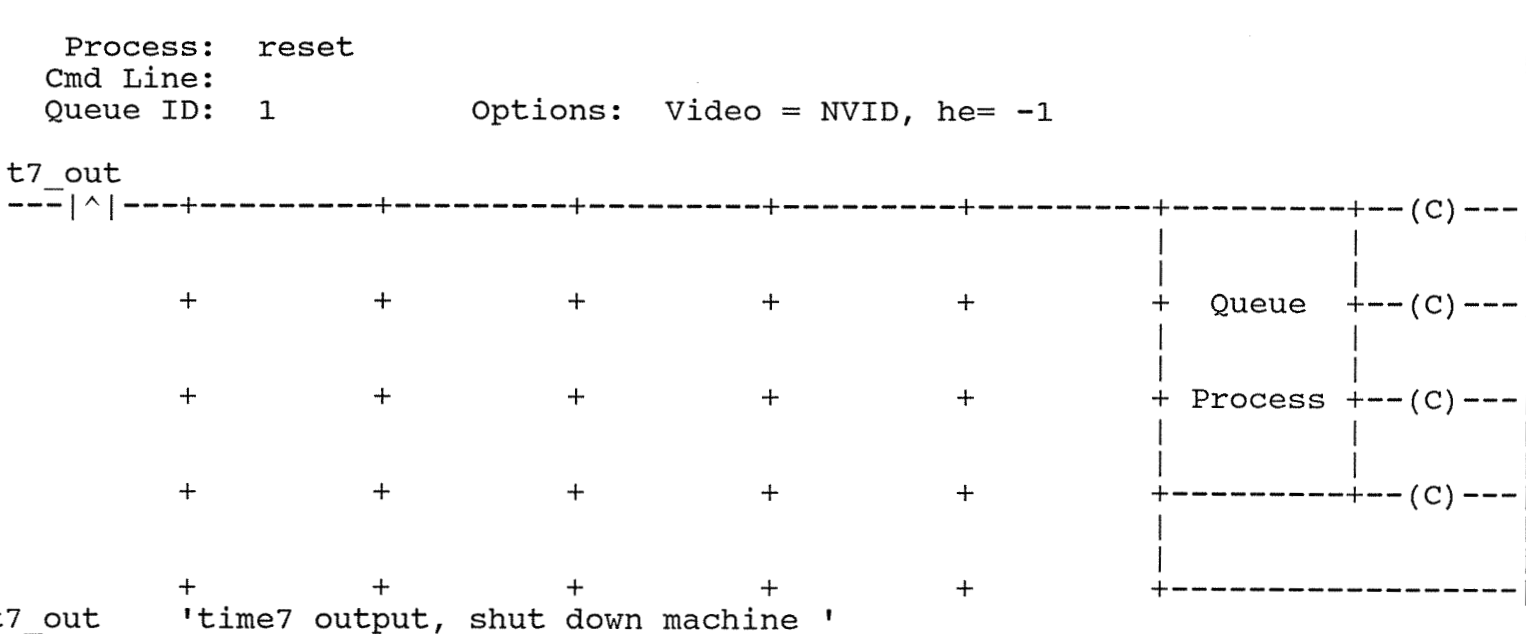 Process: reset
Cmd Line:
Queue ID: 1 Options: Video = NVID, he= -1
t7_out
---|^|----+---------+---------+---------+---------+---------+---------+--(C)---
| |
| |
+ + + + + + Queue +--(C)---
| |
| |
+ + + + + + Process +--(C)---
| |
| |
+ + + + + +---------+--(C)---
|
|
+ + + + + +------------------
t7_out 'time7 output, shut down machine '